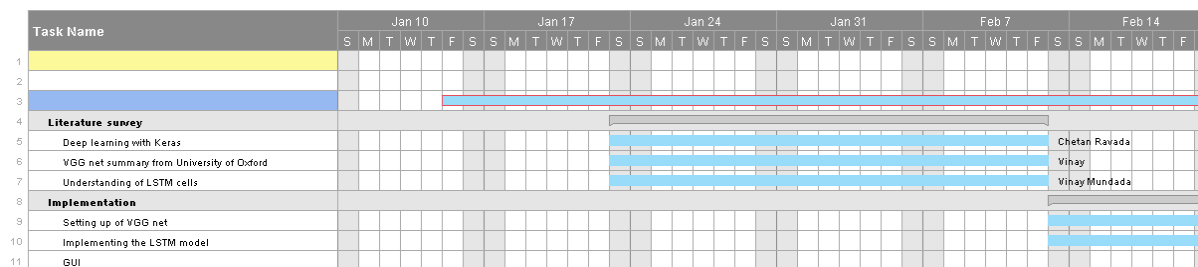 Task Name
Jan 10 Jan 17 Jan 24 Jan 31 Feb 7 Feb 14
S M T W T F S S M T W T F S S M T W T F S S M T W T F S S M T W T F S S M T W T F
1
2
3
4 Literature survey
5 Deep learning with Keras Chetan Ravada
6 VGG net summary from University of Oxford Vinay
7 Understanding of LSTM cells Vinay Mundada
8 Implementation
9 Setting up of VGG net
10 Implementing the LSTM model
11 GUI